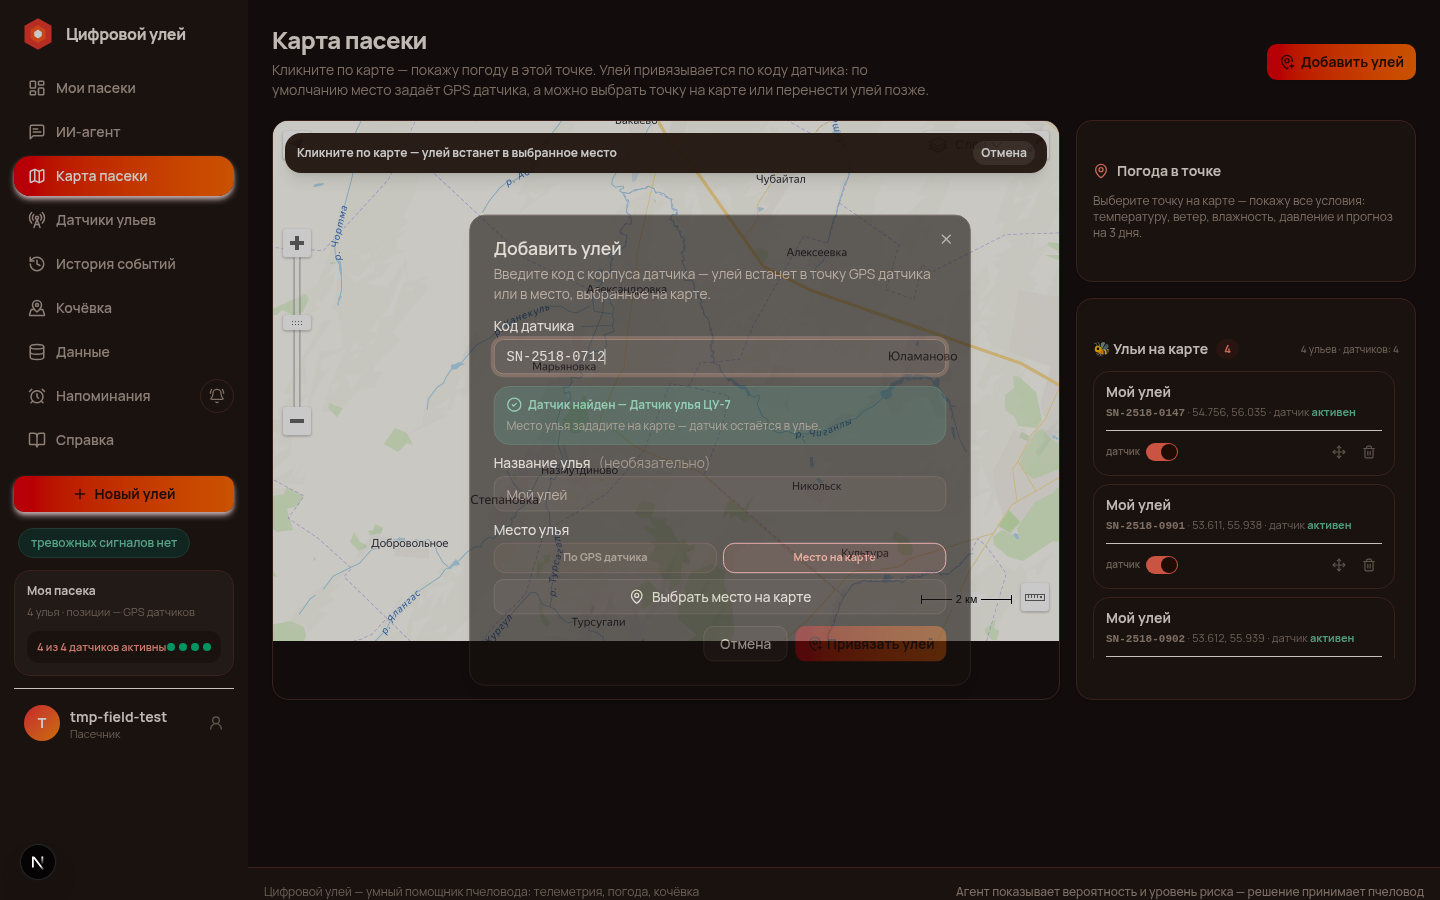 Цифровой улей
Мои пасеки
ИИ-агент
Карта пасеки
Датчики ульев
История событий
Кочёвка
Данные
Напоминания
Справка
Новый улей
тревожных сигналов нет
Моя пасека
4 улья · позиции — GPS датчиков
4 из 4 датчиков активны
T
tmp-field-test
Пасечник
N
Карта пасеки
Кликните по карте — покажу погоду в этой точке. Улей привязывается по коду датчика: по
умолчанию место задаёт GPS датчика, а можно выбрать точку на карте или перенести улей позже.
Добавить улей
Бакаево
Кликните по карте — улей встанет в выбранное место
Отмена
Чубайтал
р. Чортма
Алексеевка
Добавить улей
Введите код с корпуса датчика — улей встанет в точку GPS датчика
или в место, выбранное на карте.
Александровка
Код датчика
SN-2518-0712
Юламаново
Марьяновка
Датчик найден — Датчик улья ЦУ-7
Место улья зададите на карте — датчик остаётся в улье.
р. Чиганлы
Название улья (необязательно)
Назмутдиново
Мой улей
Степановка
Никольск
Место улья
Добровольное
По GPS датчика
Место на карте
Культура
Выбрать место на карте
2 км
р. Ялангас
Турсугали
Отмена
Привязать улей
Погода в точке
Выберите точку на карте — покажу все условия:
температуру, ветер, влажность, давление и прогноз
на 3 дня.
Ульи на карте 4
4 ульев · датчиков: 4
Мой улей
SN-2518-0147 · 54.756, 56.035 · датчик активен
датчик
Мой улей
SN-2518-0901 · 53.611, 55.938 · датчик активен
датчик
Мой улей
SN-2518-0902 · 53.612, 55.939 · датчик активен
Цифровой улей — умный помощник пчеловода: телеметрия, погода, кочёвка
Агент показывает вероятность и уровень риска — решение принимает пчеловод